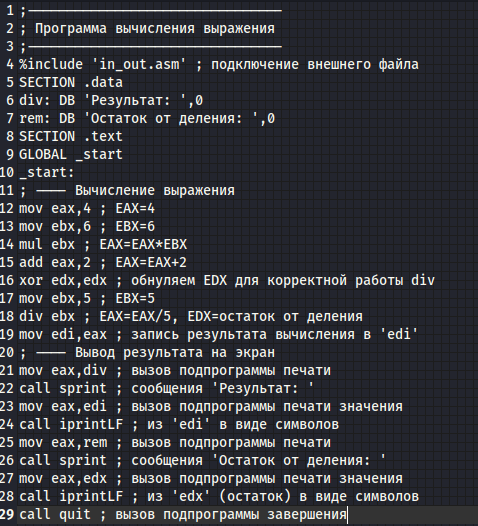 1 ;--------------------------------
2 ; Программа вычисления выражения
3 ;--------------------------------
4 %include 'in_out.asm' ; подключение внешнего файла
5 SECTION .data
6 div: DB 'Результат: ',0
7 rem: DB 'Остаток от деления: ',0
8 SECTION .text
9 GLOBAL _start
10 _start:
11 ; ---- Вычисление выражения
12 mov eax,4 ; EAX=4
13 mov ebx,6 ; EBX=6
14 mul ebx ; EAX=EAX*EBX
15 add eax,2 ; EAX=EAX+2
16 xor edx,edx ; обнуляем EDX для корректной работы div
17 mov ebx,5 ; EBX=5
18 div ebx ; EAX=EAX/5, EDX=остаток от деления
19 mov edi,eax ; запись результата вычисления в 'edi'
20 ; ---- Вывод результата на экран
21 mov eax,div ; вызов подпрограммы печати
22 call sprint ; сообщения 'Результат: '
23 mov eax,edi ; вызов подпрограммы печати значения
24 call iprintLF ; из 'edi' в виде символов
25 mov eax,rem ; вызов подпрограммы печати
26 call sprint ; сообщения 'Остаток от деления: '
27 mov eax,edx ; вызов подпрограммы печати значения
28 call iprintLF ; из 'edx' (остаток) в виде символов
29 call quit ; вызов подпрограммы завершения